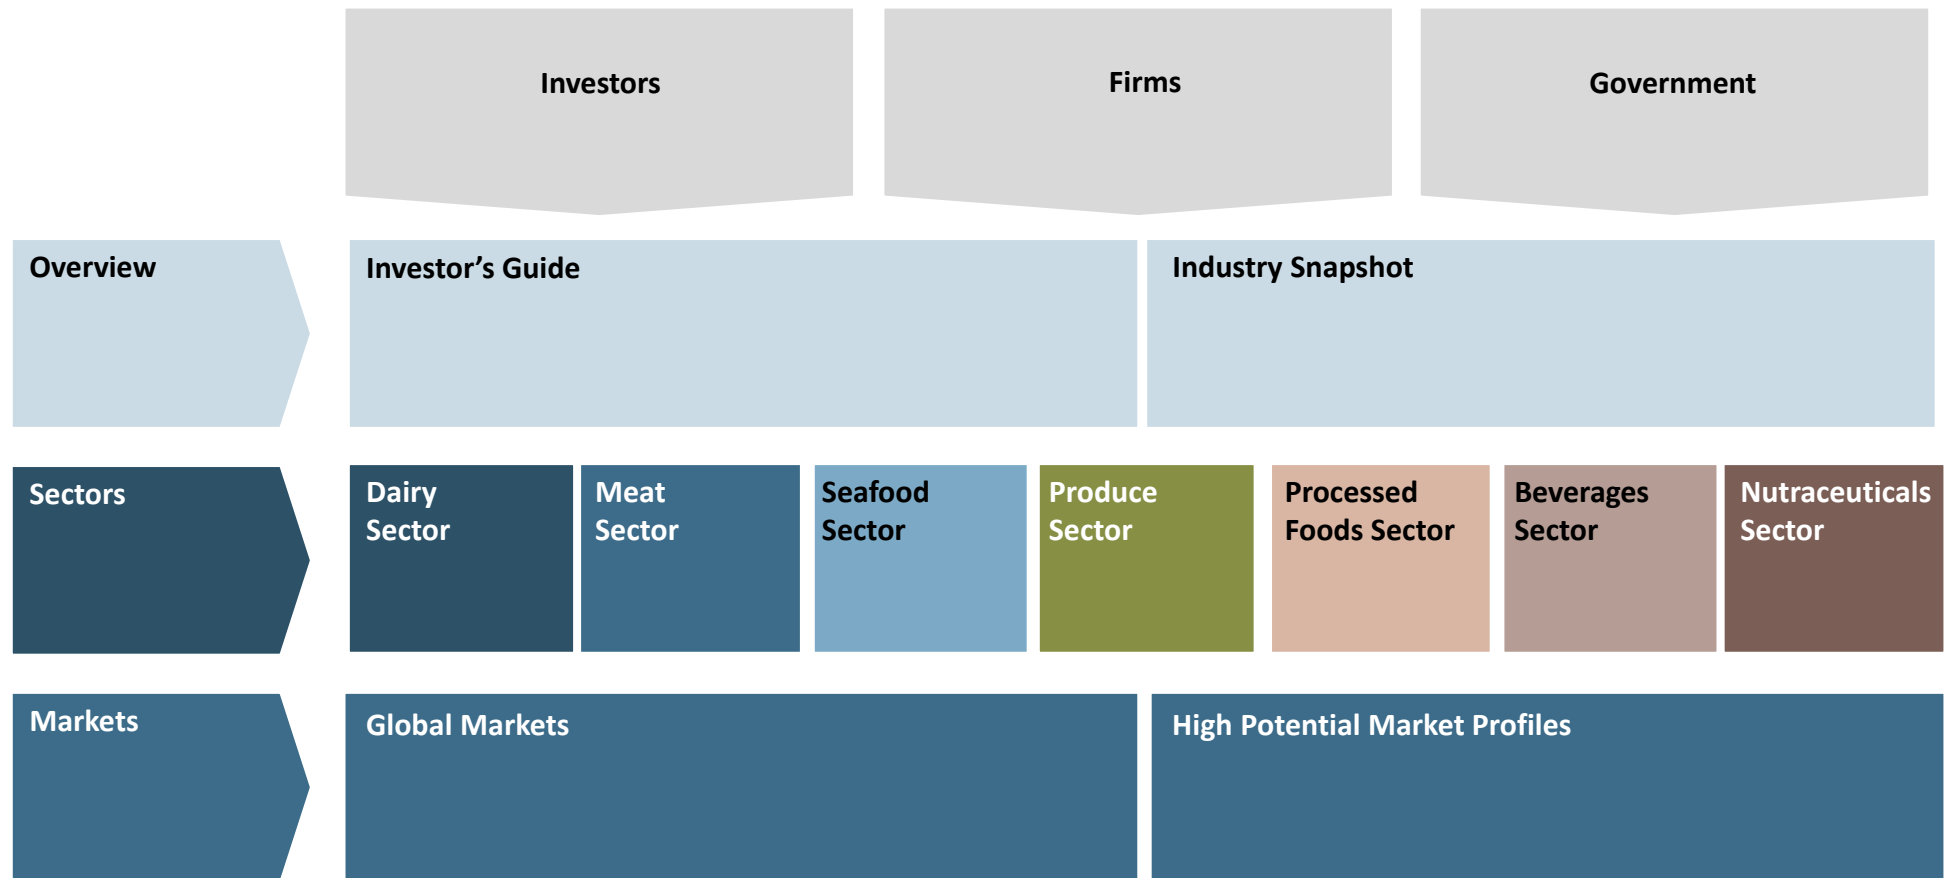 Investors
Firms
Government
Overview
Investor’s Guide
Industry Snapshot
Sectors
Dairy
Sector
Meat
Sector
Seafood
Sector
Produce
Sector
Processed
Foods Sector
Beverages
Sector
Nutraceuticals
Sector
Markets
Global Markets
High Potential Market Profiles